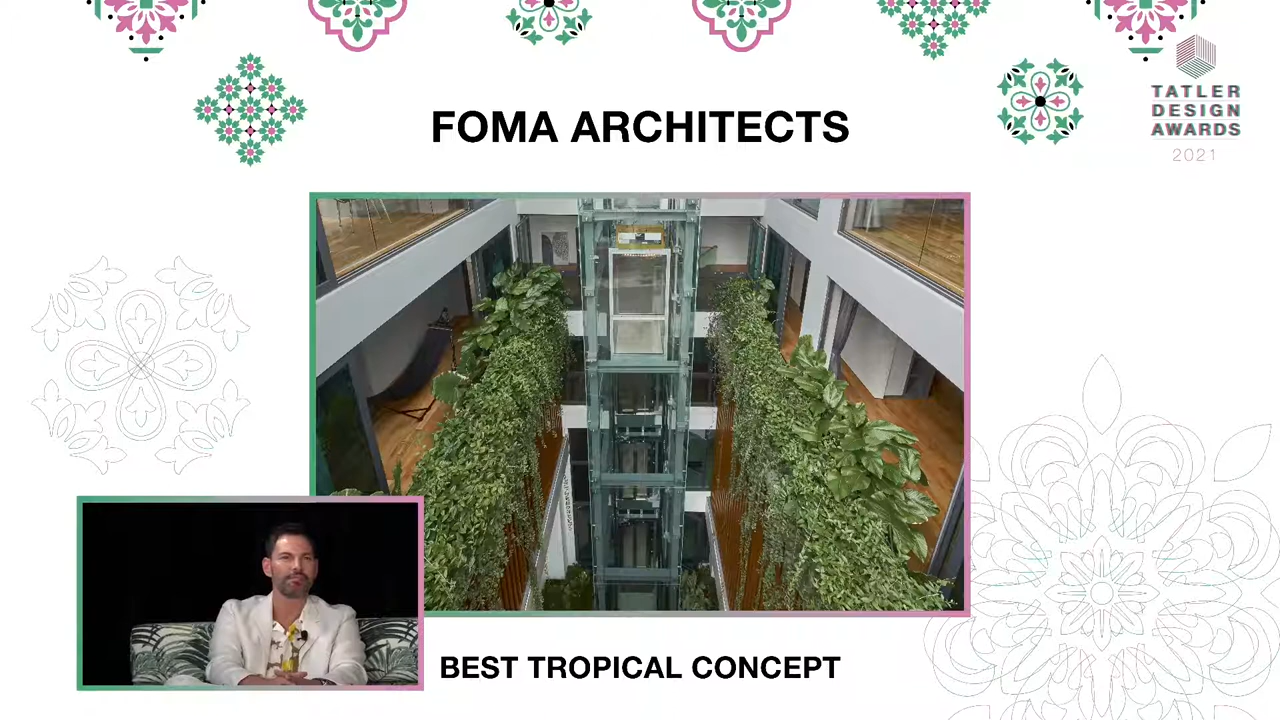 FOMA ARCHITECTS
TATLER
DESIGN
AWARDS
2021
BEST TROPICAL CONCEPT